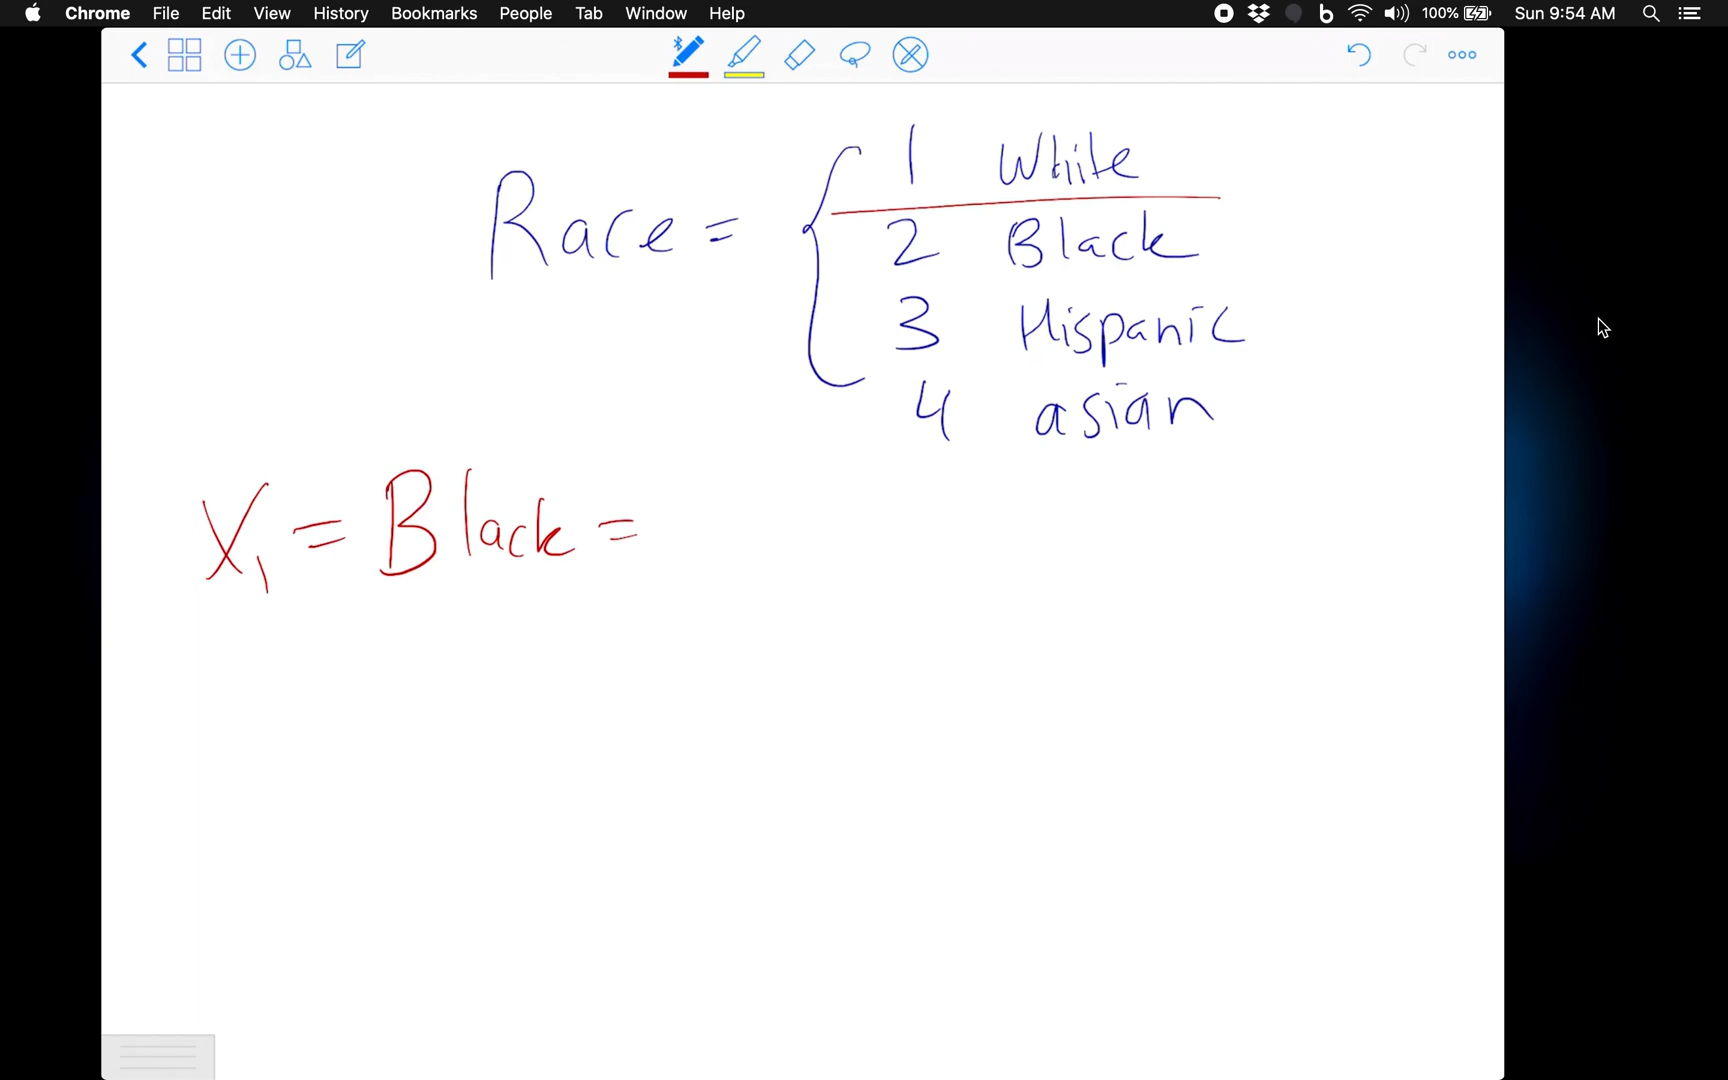 Chrome File Edit View History Bookmarks People Tab Window Help 100% Sun 9:54 AM
1 White
Race = { 2 Black
3 Hispanic
4 asian
X₁ = Black =